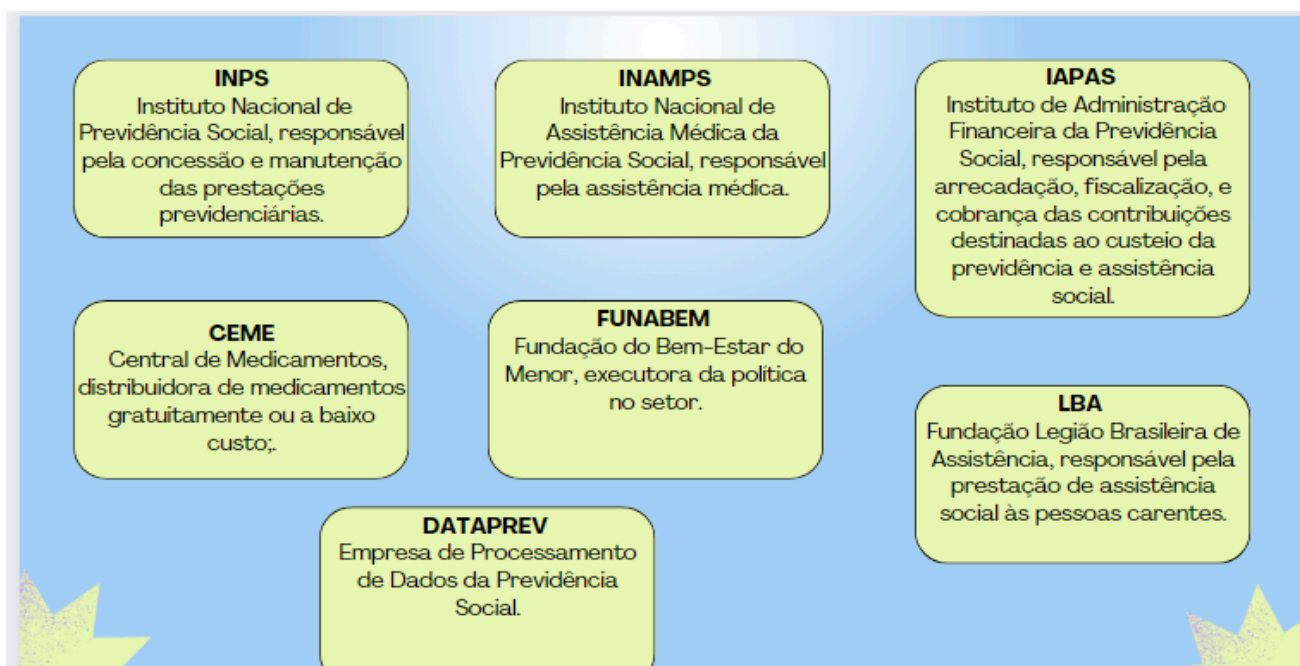 INPS
Instituto Nacional de
Previdência Social, responsável
pela concessão e manutenção
das prestações
previdenciárias.
INAMPS
Instituto Nacional de
Assistência Médica da
Previdência Social, responsável
pela assistência médica.
IAPAS
Instituto de Administração
Financeira da Previdência
Social, responsável pela
arrecadação, fiscalização, e
cobrança das contribuições
destinadas ao custeio da
previdência e assistência
social.
CEME
Central de Medicamentos,
distribuidora de medicamentos
gratuitamente ou a baixo
custo;.
FUNABEM
Fundação do Bem-Estar do
Menor, executora da política
no setor.
LBA
Fundação Legião Brasileira de
Assistência, responsável pela
prestação de assistência
social às pessoas carentes.
DATAPREV
Empresa de Processamento
de Dados da Previdência
Social.